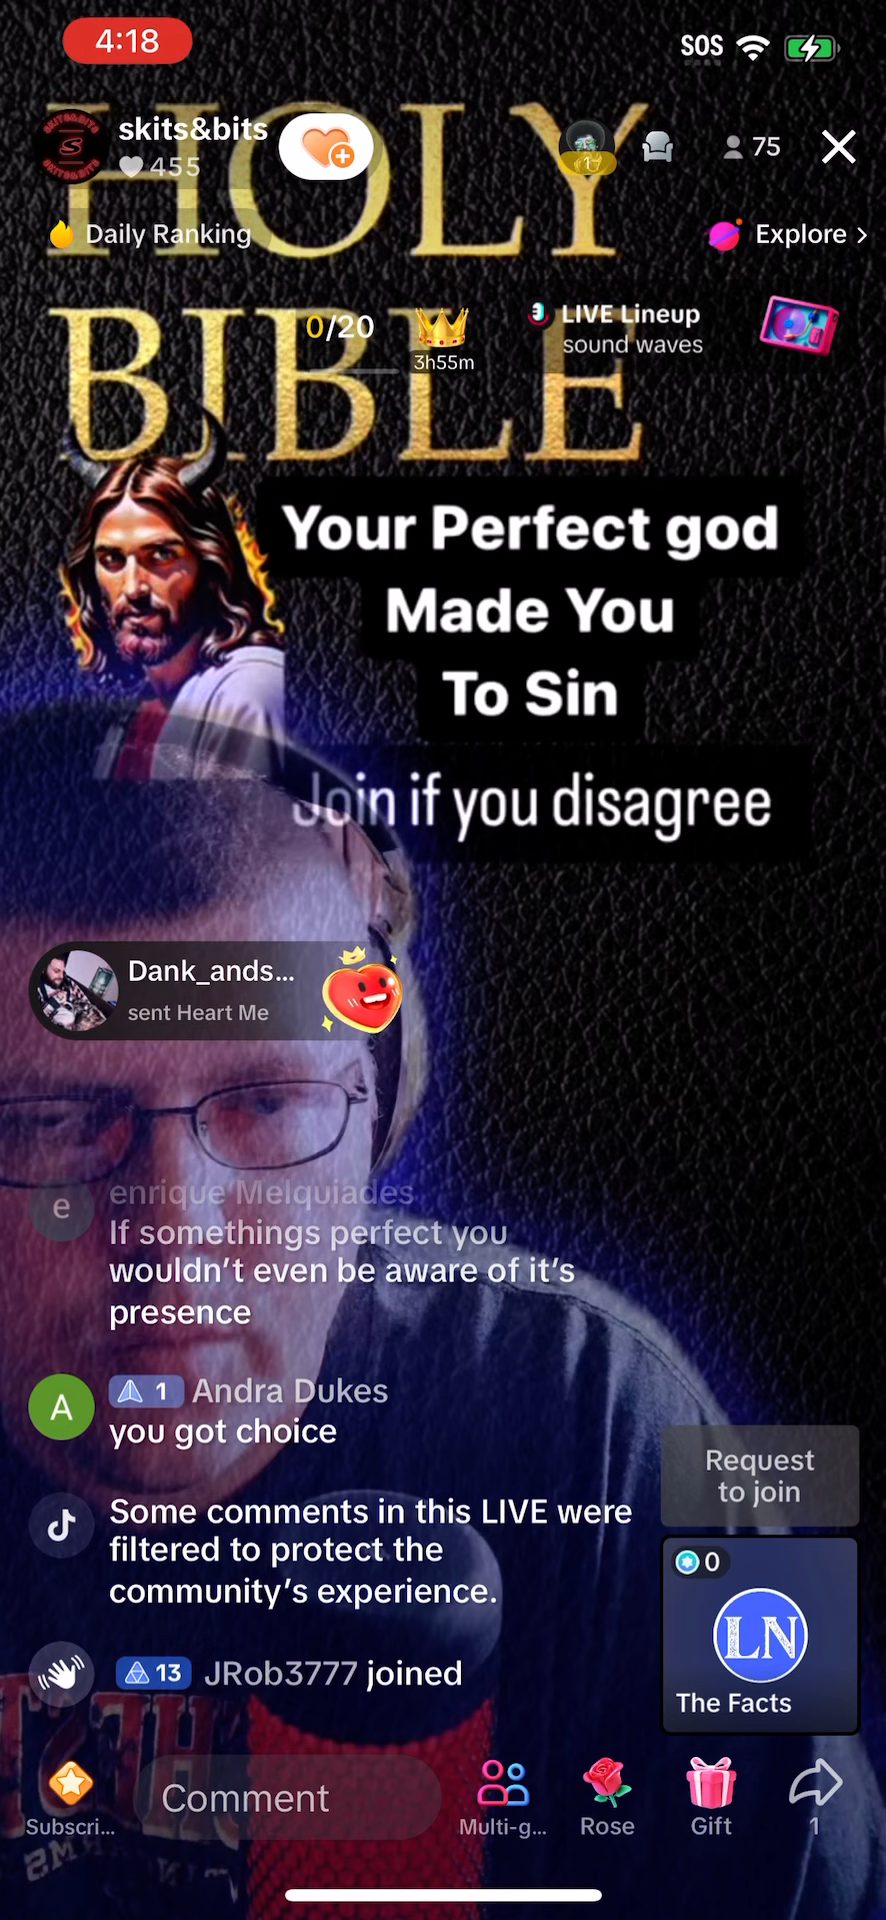 4:18
SOS
HOLY
skits&bits
455
1
75
Daily Ranking
Explore >
BIBLE
0/20
3h55m
LIVE Lineup
sound waves
Your Perfect god
Made You
To Sin
Join if you disagree
Dank_ands...
sent Heart Me
e
enrique Melquiades
If somethings perfect you
wouldn't even be aware of it's
presence
A
1 Andra Dukes
you got choice
Some comments in this LIVE were
filtered to protect the
community's experience.
13 JRob3777 joined
Request
to join
0
LN
The Facts
Comment
Subscri...
Multi-g...
Rose
Gift
1